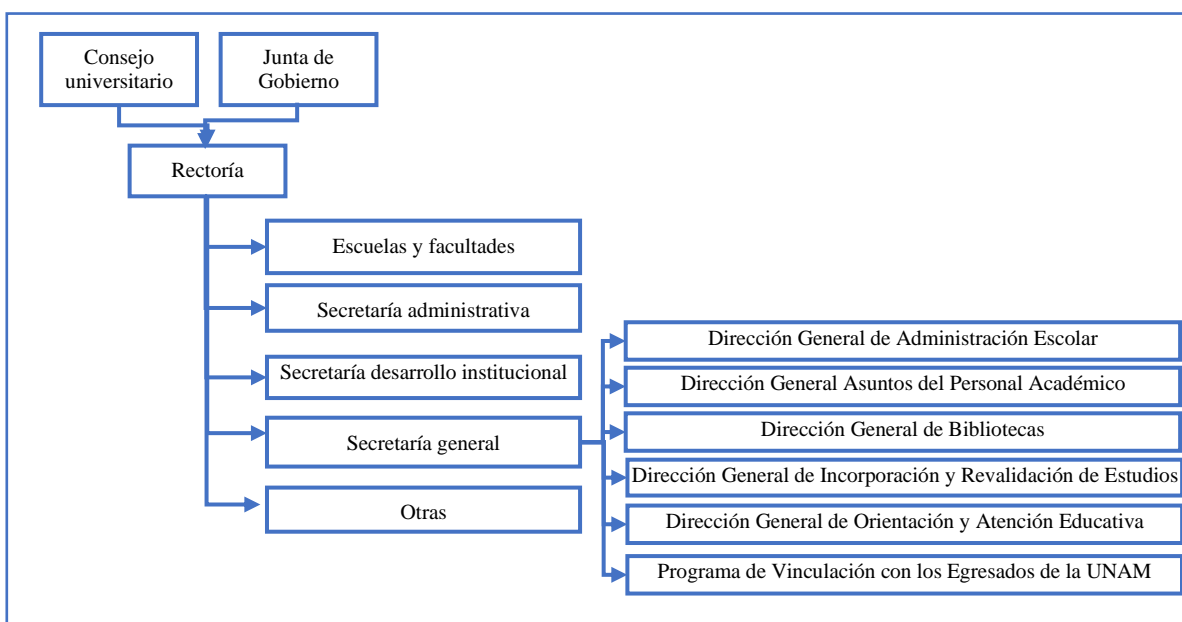 Consejo
universitario
Junta de
Gobierno
Rectoría
Escuelas y facultades
Secretaría administrativa
Secretaría desarrollo institucional
Secretaría general
Otras
Dirección General de Administración Escolar
Dirección General Asuntos del Personal Académico
Dirección General de Bibliotecas
Dirección General de Incorporación y Revalidación de Estudios
Dirección General de Orientación y Atención Educativa
Programa de Vinculación con los Egresados de la UNAM